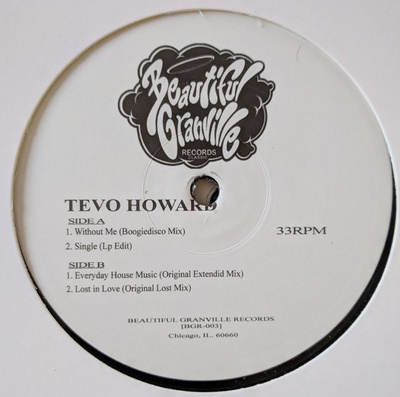 Beautiful
Granville
RECORDS
CLASSIC
TEVO HOWARD
SIDE A
1. Without Me (Boogiedisco Mix)
33RPM
2. Single (Lp Edit)
SIDE B
1. Everyday House Music (Original Extendid Mix)
2. Lost in Love (Original Lost Mix)
BEAUTIFUL GRANVILLE RECORDS
[BGR-003]
Chicago, IL. 60660